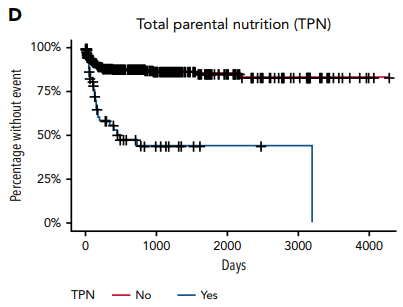 D
Total parental nutrition (TPN)
Percentage without event
100%
75%
50%
25%
0%
0 1000 2000 3000 4000
Days
TPN No Yes